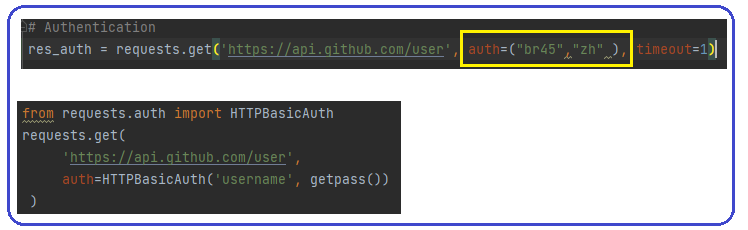 # Authentication
res_auth = requests.get('https://api.github.com/user', auth=("br45","zh" ), timeout=1)
from requests.auth import HTTPBasicAuth
requests.get(
'https://api.github.com/user',
auth=HTTPBasicAuth('username', getpass())
)